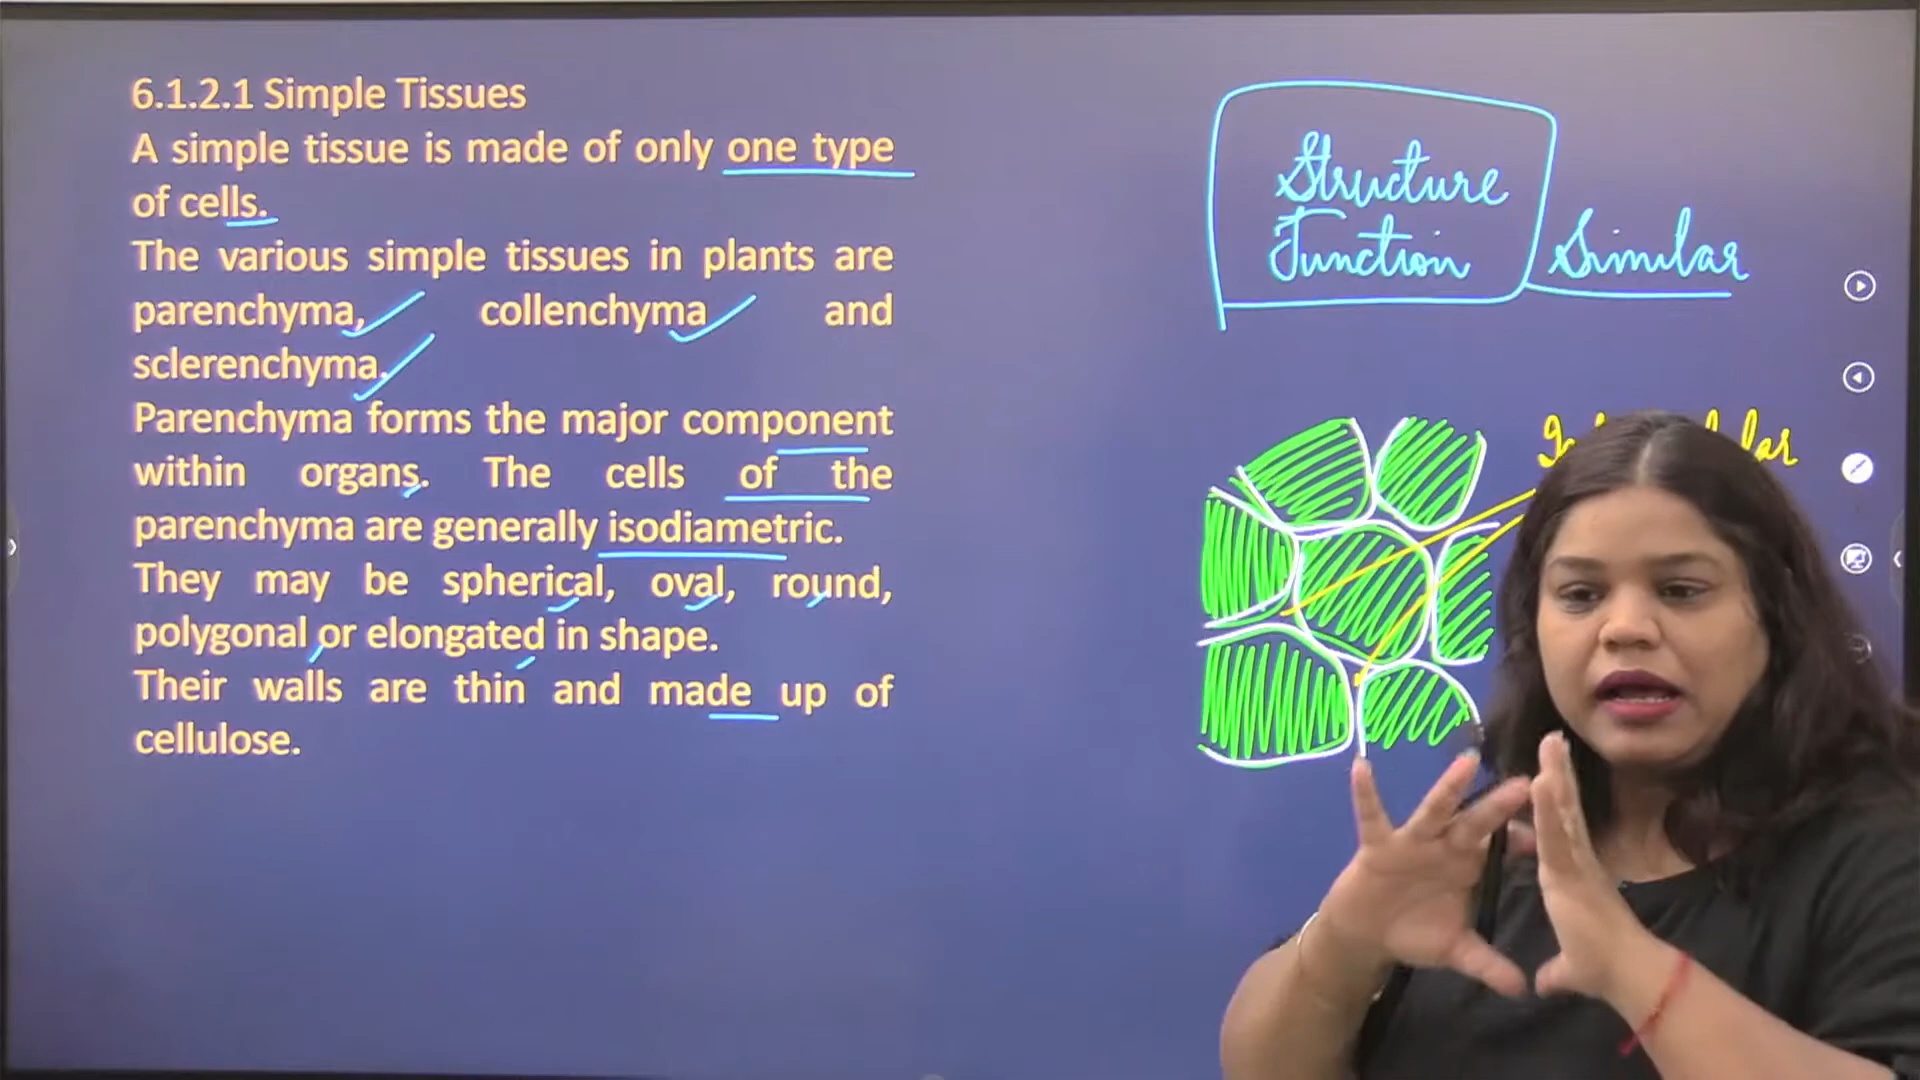 6.1.2.1 Simple Tissues
A simple tissue is made of only one type
of cells.
The various simple tissues in plants are
parenchyma, collenchyma and
sclerenchyma.
Parenchyma forms the major component
within organs. The cells of the
parenchyma are generally isodiametric.
They may be spherical, oval, round,
polygonal or elongated in shape.
Their walls are thin and made up of
cellulose.
Structure
Function
Similar